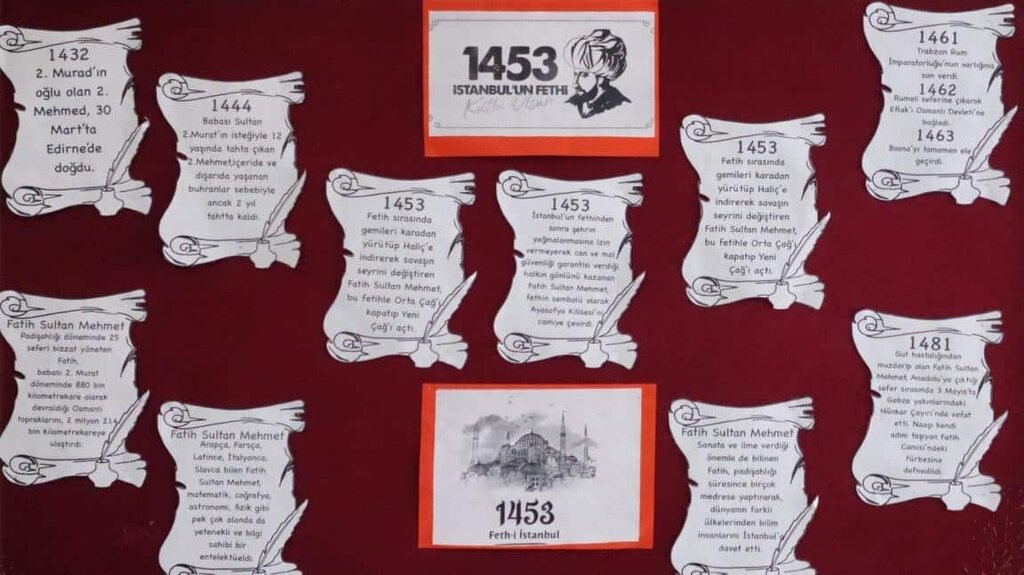 1432
2. Murad'ın
oğlu olan 2.
Mehmed, 30
Mart'ta
Edirne'de
doğdu.
1444
Babası Sultan
2.Murat'ın isteğiyle 12
yaşında tahta çıkan
2.Mehmet,içeride ve
dışarıda yaşanan
buhranlar sebebiyle
ancak 2 yıl
tahtta kaldı.
1453
İSTANBUL'UN FETHİ
Kutlu Olsun
1453
Fetih sırasında
gemileri karadan
yürütüp Haliç'e
indirerek savaşın
seyrini değiştiren
Fatih Sultan Mehmet,
bu fetihle Orta Çağ'ı
kapatıp Yeni
Çağ'ı açtı.
1453
İstanbul'un fethinden
sonra şehrin
yağmalanmasına izin
vermeyerek can ve mal
güvenliği garantisi verdiği
halkın gönlünü kazanan
Fatih Sultan Mehmet,
fethin sembolü olarak
Ayasofya Kilisesi'ni
camiye çevirdi.
1453
Fetih sırasında
gemileri karadan
yürütüp Haliç'e
indirerek savaşın
seyrini değiştiren
Fatih Sultan Mehmet,
bu fetihle Orta Çağ'ı
kapatıp Yeni
Çağ'ı açtı.
1461
Trabzon Rum
İmparatorluğu'nun varlığına
son verdi.
1462
Rumeli seferine çıkarak
Eflak'ı Osmanlı Devleti'ne
bağladı.
1463
Bosna'yı tamamen ele
geçirdi.
Fatih Sultan Mehmet
Padişahlığı döneminde 25
seferi bizzat yöneten
Fatih,
babası 2. Murat
döneminde 880 bin
kilometrekare olarak
devraldığı Osmanlı
topraklarını, 2 milyon 214
bin kilometrekareye
ulaştırdı.
Fatih Sultan Mehmet
Arapça, Farsça,
Latince, İtalyanca,
Slavca bilen Fatih
Sultan Mehmet,
matematik, coğrafya,
astronomi, fizik gibi
pek çok alanda da
yetenekli ve bilgi
sahibi bir
entelektüeldi.
1453
Feth-i İstanbul
Fatih Sultan Mehmet
Sanata ve ilme verdiği
önemle de bilinen
Fatih, padişahlığı
süresince birçok
medrese yaptırarak,
dünyanın farklı
ülkelerinden bilim
insanlarını İstanbul'a
davet etti.
1481
Gut hastalığından
muzdarip olan Fatih Sultan
Mehmet, Anadolu'ya çıktığı
sefer sırasında 3 Mayıs'ta
Gebze yakınlarındaki
Hünkar Çayırı'nda vefat
etti. Naaşı kendi
adını taşıyan Fatih
Camisi'ndeki
türbesine
defnedildi.